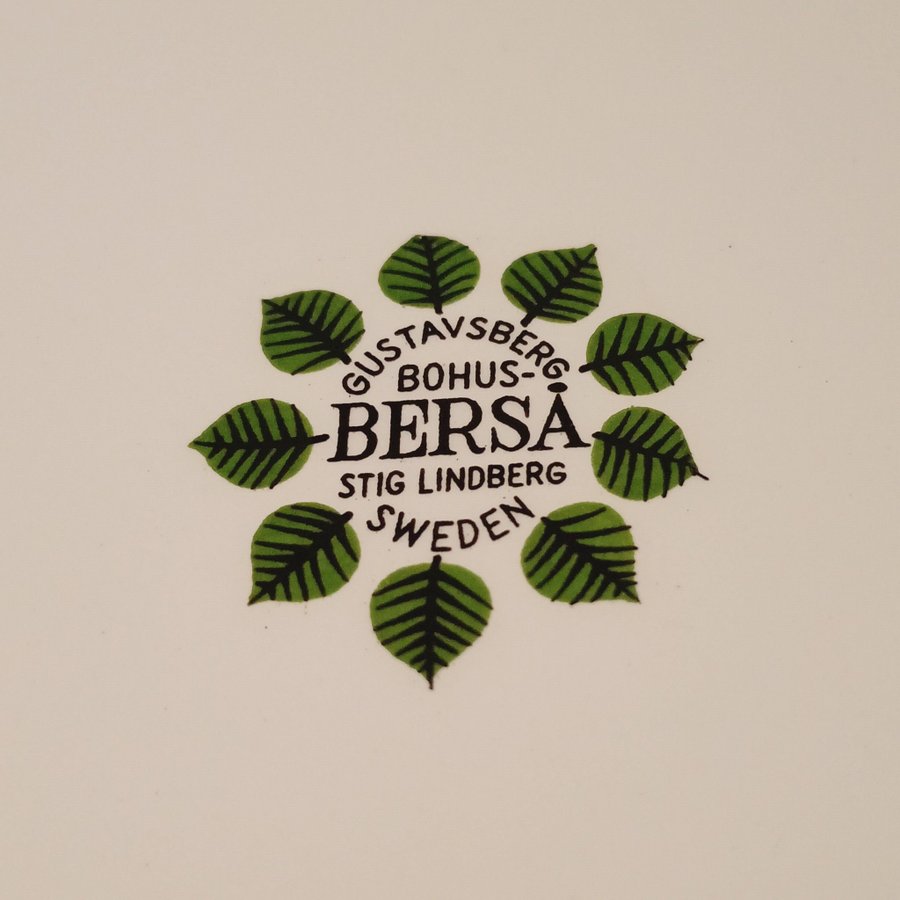 GUSTAVSBERG
BOHUS-
BERSÅ
STIG LINDBERG
SWEDEN